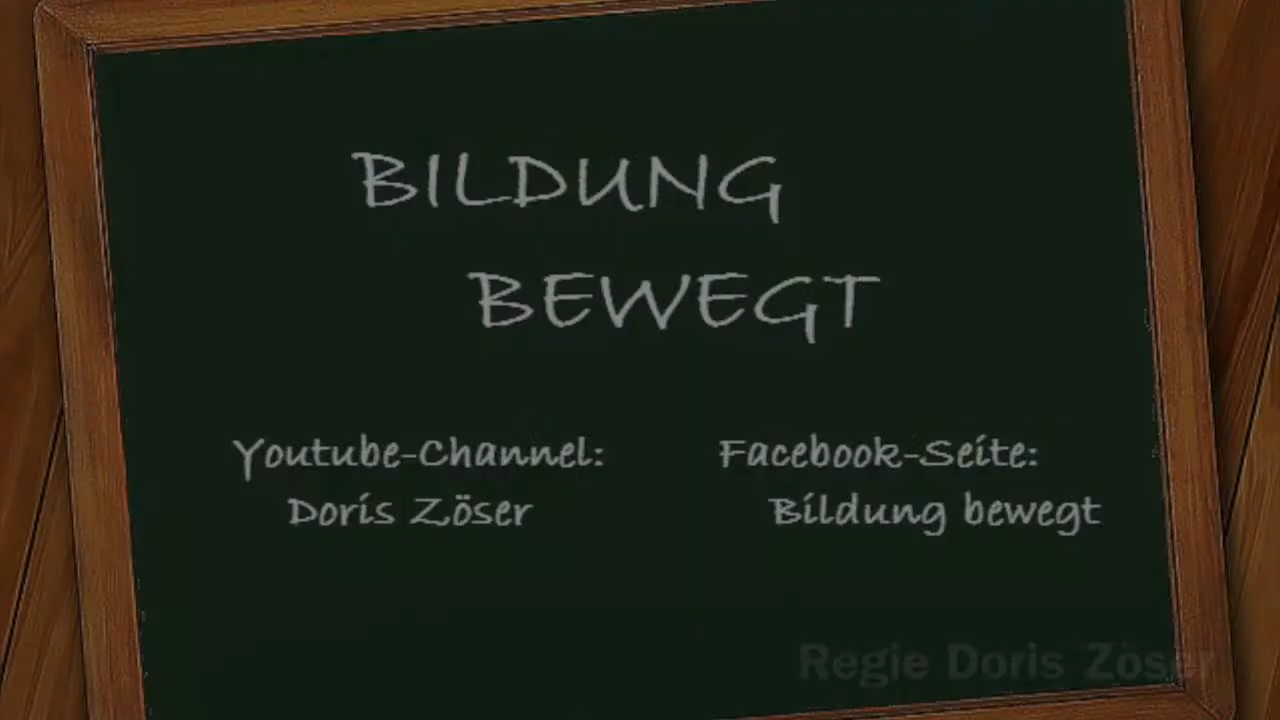 BILDUNG
BEWEGT
Youtube-Channel:
Doris Zöser
Facebook-Seite:
Bildung bewegt
Regie Doris Zöser